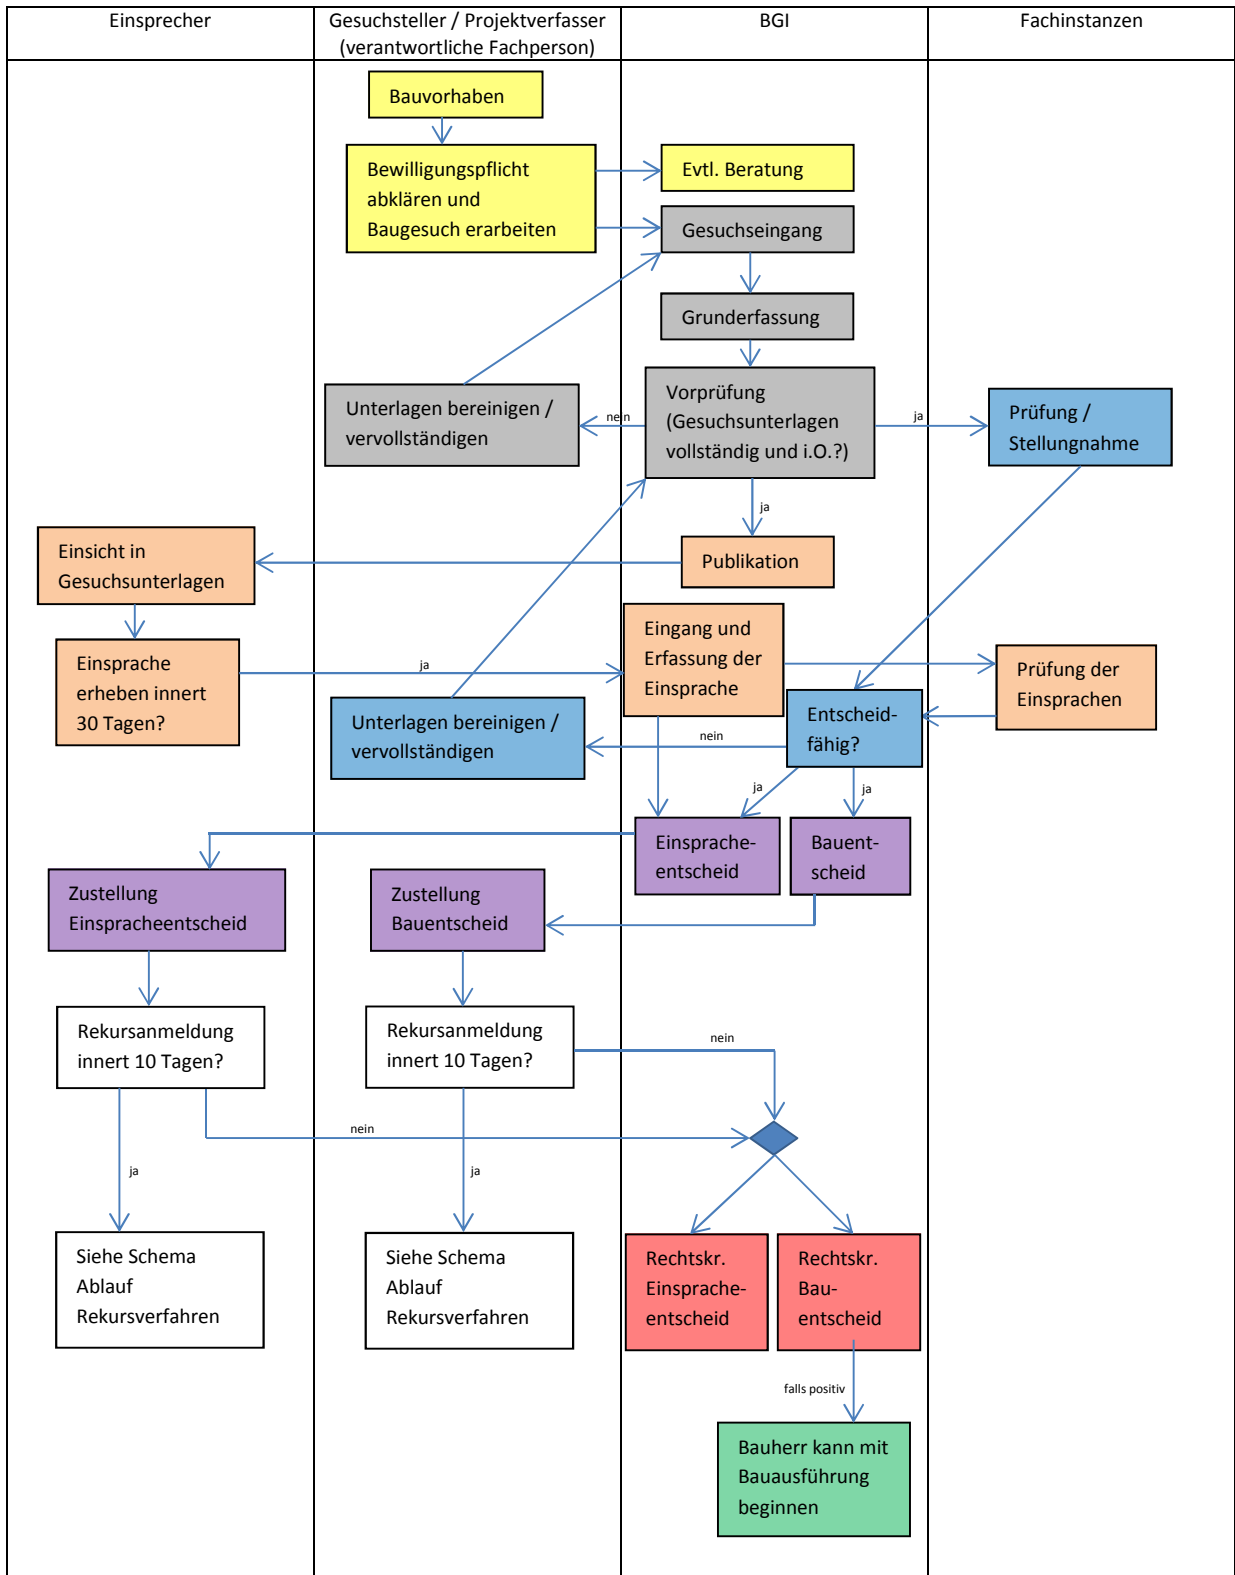 Einsprecher
Gesuchsteller / Projektverfasser
(verantwortliche Fachperson)
BGI
Fachinstanzen
Bauvorhaben
Bewilligungspflicht
abklären und
Baugesuch erarbeiten
Evtl. Beratung
Gesuchseingang
Grunderfassung
Unterlagen bereinigen /
vervollständigen
nein
Vorprüfung
(Gesuchsunterlagen
vollständig und i.O.?)
ja
Prüfung /
Stellungnahme
ja
Einsicht in
Gesuchsunterlagen
Publikation
Einsprache
erheben innert
30 Tagen?
ja
Eingang und
Erfassung der
Einsprache
Prüfung der
Einsprachen
Unterlagen bereinigen /
vervollständigen
nein
Entscheid-
fähig?
ja
ja
Einsprache-
entscheid
Bauent-
scheid
Zustellung
Einspracheentscheid
Zustellung
Bauentscheid
Rekursanmeldung
innert 10 Tagen?
Rekursanmeldung
innert 10 Tagen?
nein
nein
ja
ja
Siehe Schema
Ablauf
Rekursverfahren
Siehe Schema
Ablauf
Rekursverfahren
Rechtskr.
Einsprache-
entscheid
Rechtskr.
Bau-
entscheid
falls positiv
Bauherr kann mit
Bauausführung
beginnen